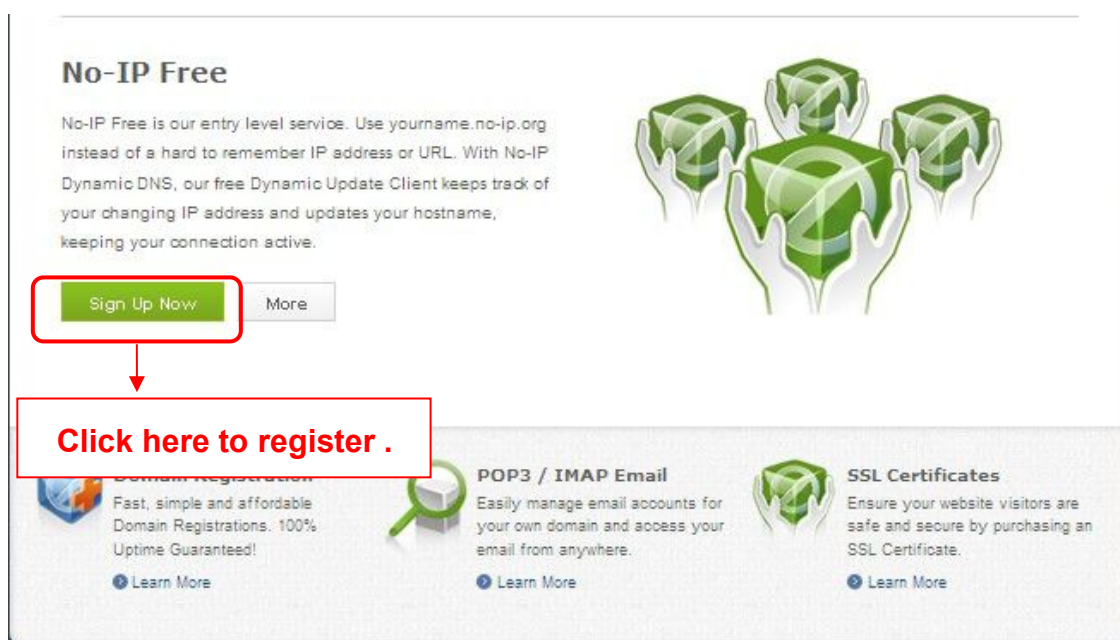 No-IP Free
No-IP Free is our entry level service. Use yourname.no-ip.org
instead of a hard to remember IP address or URL. With No-IP
Dynamic DNS, our free Dynamic Update Client keeps track of
your changing IP address and updates your hostname,
keeping your connection active.
Sign Up Now
More
Click here to register .
Domain Registration
Fast, simple and affordable
Domain Registrations. 100%
Uptime Guaranteed!
Learn More
POP3 / IMAP Email
Easily manage email accounts for
your own domain and access your
email from anywhere.
Learn More
SSL Certificates
Ensure your website visitors are
safe and secure by purchasing an
SSL Certificate.
Learn More